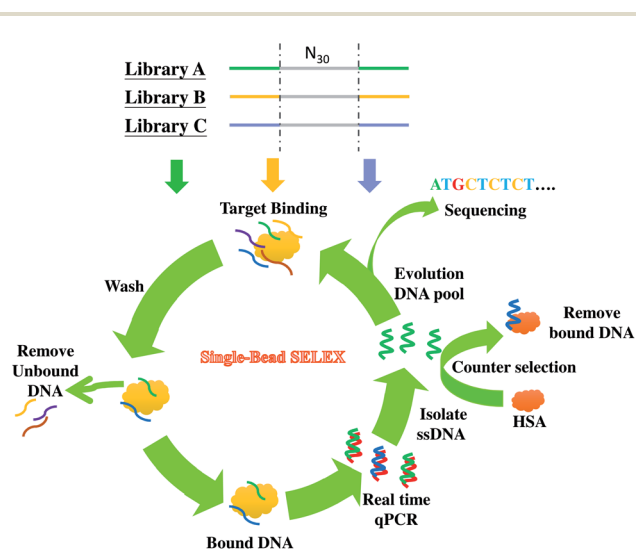 N30
Library A
Library B
Library C
ATGCTCTCT....
Sequencing
Target Binding
Evolution
DNA pool
Wash
Remove
bound DNA
Remove
Unbound
DNA
Single-Bead SELEX
Counter selection
Isolate
ssDNA
HSA
Real time
qPCR
Bound DNA